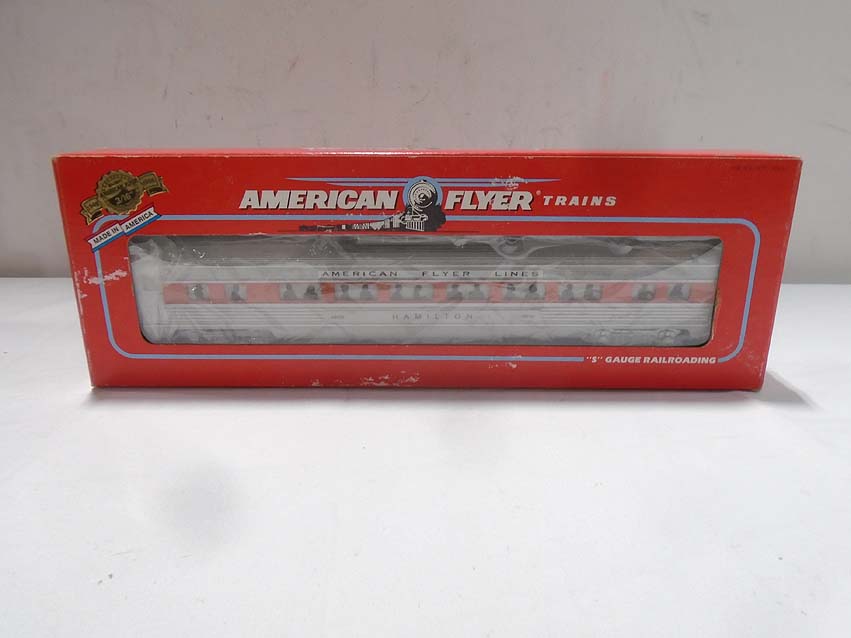 AMERICAN FLYER® TRAINS
MADE IN AMERICA
AMERICAN FLYER LINES
HAMILTON
"S" GAUGE RAILROADING